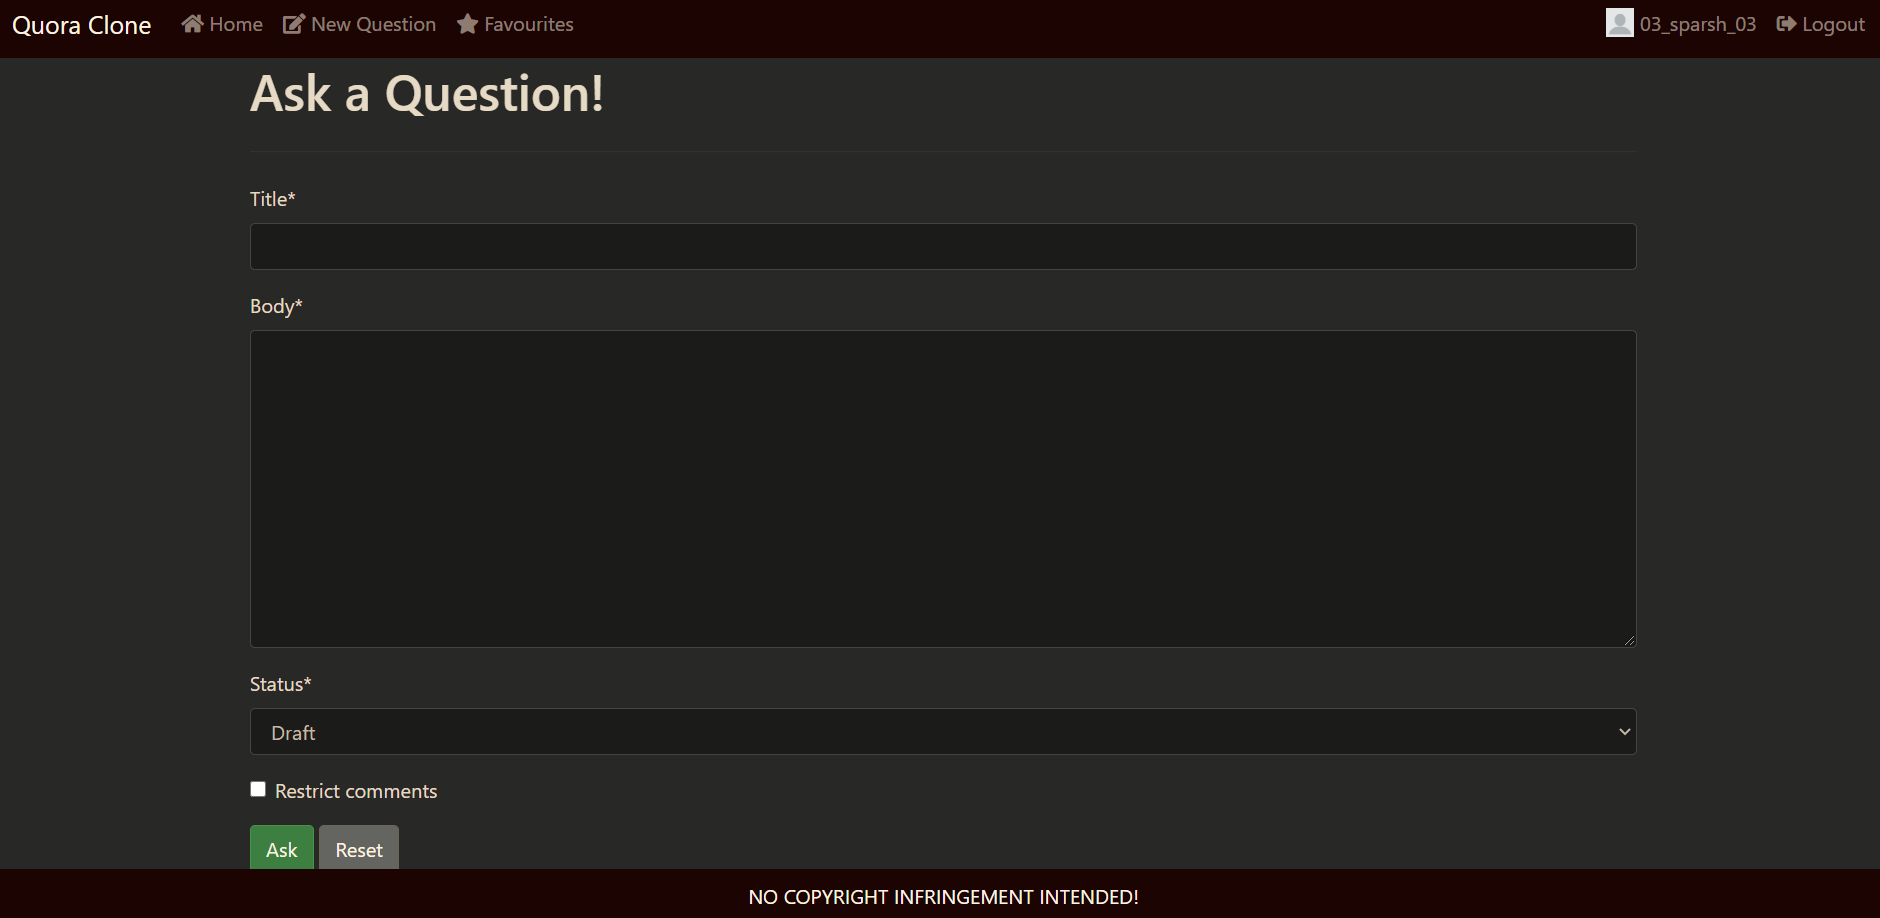 Quora Clone Home New Question Favourites 03_sparsh_03 Logout
Ask a Question!
Title*
Body*
Status*
Draft
Restrict comments
Ask Reset
NO COPYRIGHT INFRINGEMENT INTENDED!